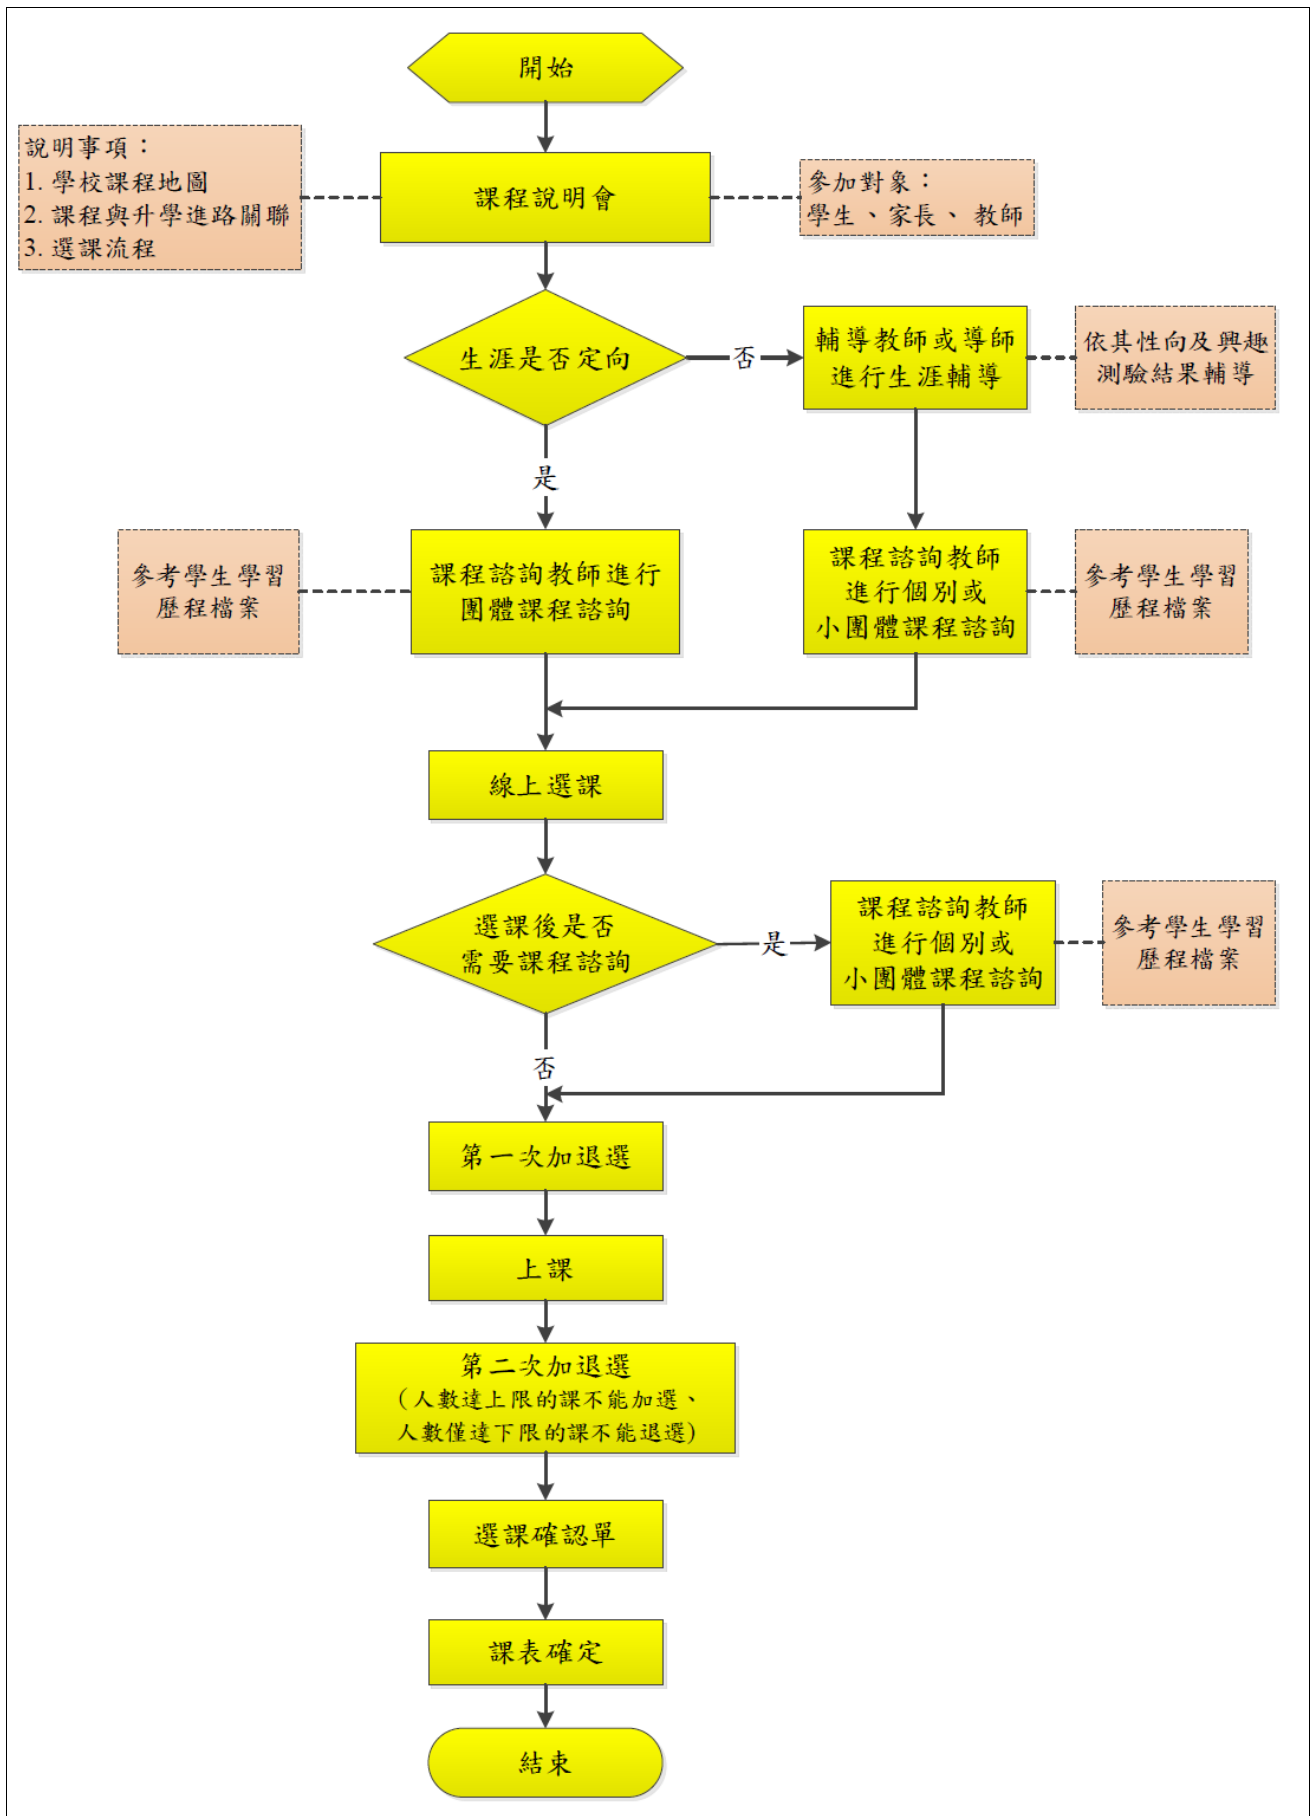 開始
說明事項：
1. 學校課程地圖
2. 課程與升學進路關聯
3. 選課流程
課程說明會
參加對象：
學生、家長、教師
生涯是否定向
否
輔導教師或導師
進行生涯輔導
依其性向及興趣
測驗結果輔導
是
參考學生學習
歷程檔案
課程諮詢教師進行
團體課程諮詢
課程諮詢教師
進行個別或
小團體課程諮詢
參考學生學習
歷程檔案
線上選課
選課後是否
需要課程諮詢
是
課程諮詢教師
進行個別或
小團體課程諮詢
參考學生學習
歷程檔案
否
第一次加退選
上課
第二次加退選
（人數達上限的課不能加選、
人數僅達下限的課不能退選)
選課確認單
課表確定
結束